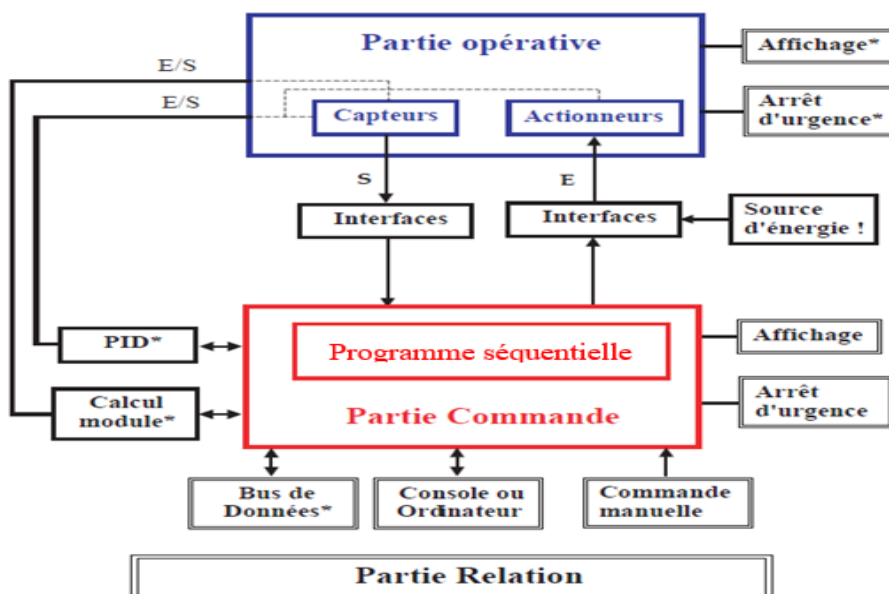 Partie opérative
Affichage*
E/S
E/S
Capteurs
Actionneurs
Arrêt
d'urgence*
S
E
Interfaces
Interfaces
Source
d'énergie !
PID*
Programme séquentielle
Affichage
Calcul
module*
Partie Commande
Arrêt
d'urgence
Bus de
Données*
Console ou
Ordinateur
Commande
manuelle
Partie Relation